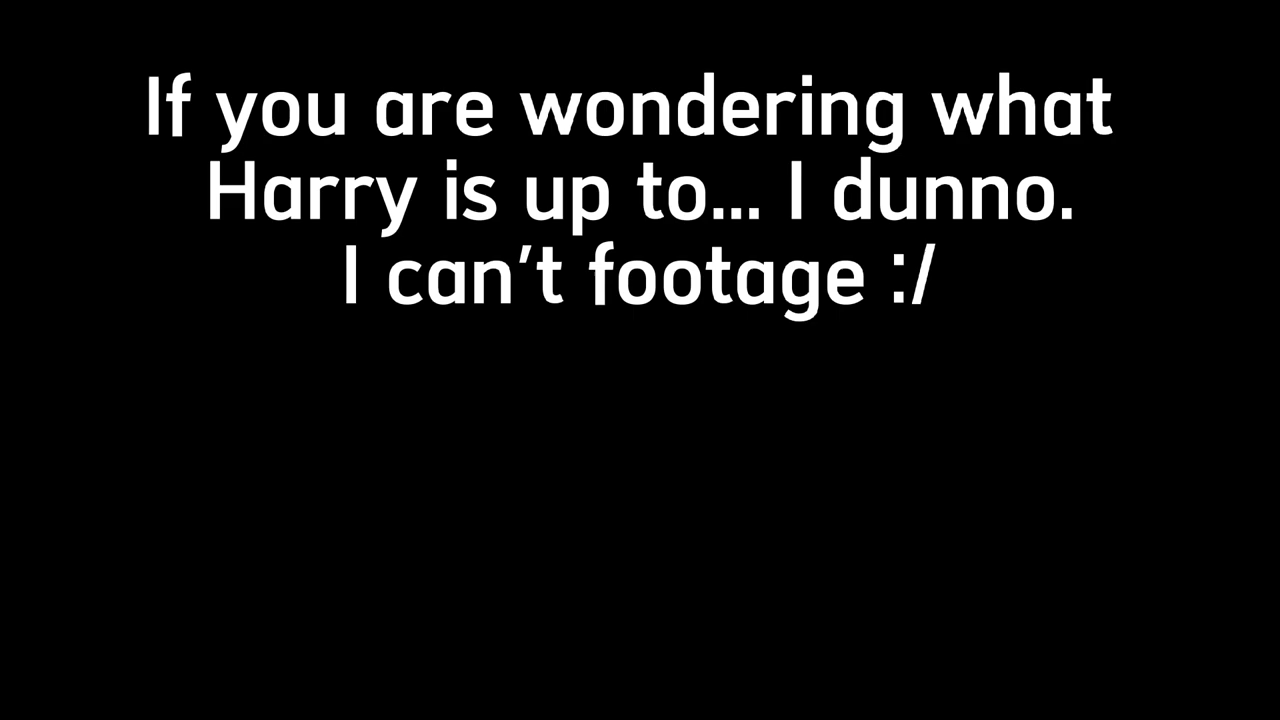 If you are wondering what
Harry is up to... I dunno.
I can't footage :/